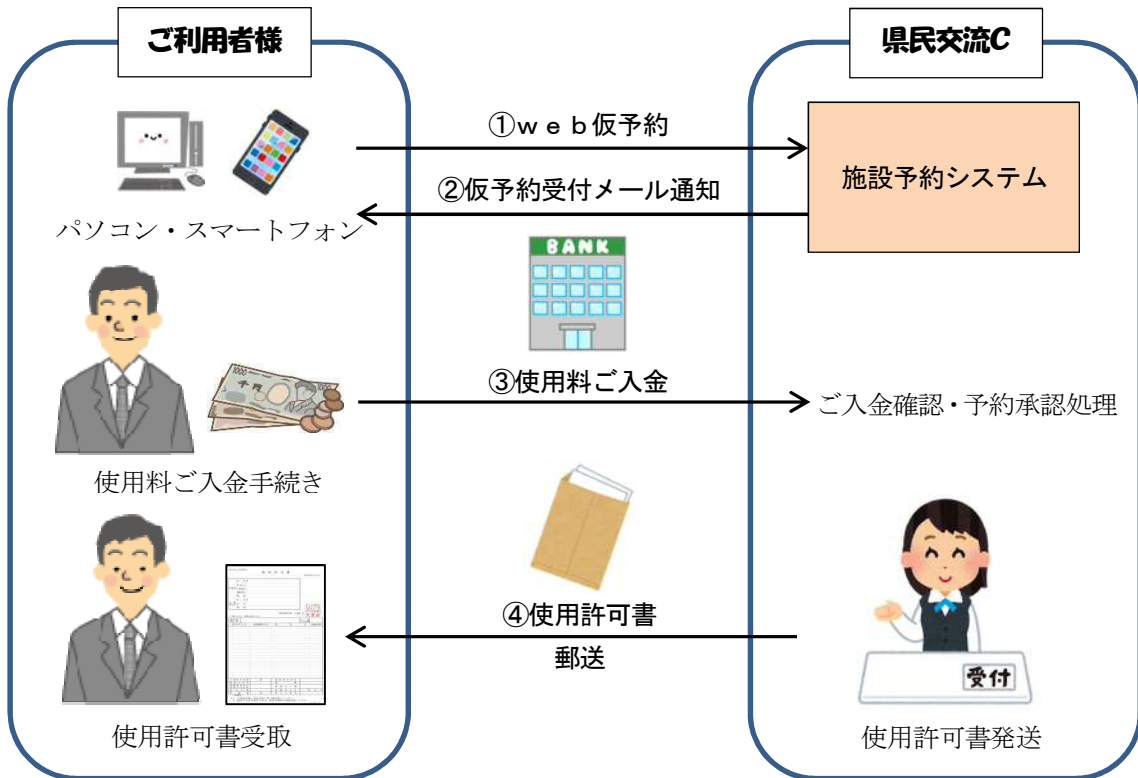 ご利用者様
県民交流C
①ｗｅｂ仮予約
施設予約システム
②仮予約受付メール通知
パソコン・スマートフォン
BANK
1000
千円
1000
③使用料ご入金
ご入金確認・予約承認処理
使用料ご入金手続き
④使用許可書
郵送
受付
使用許可書受取
使用許可書発送